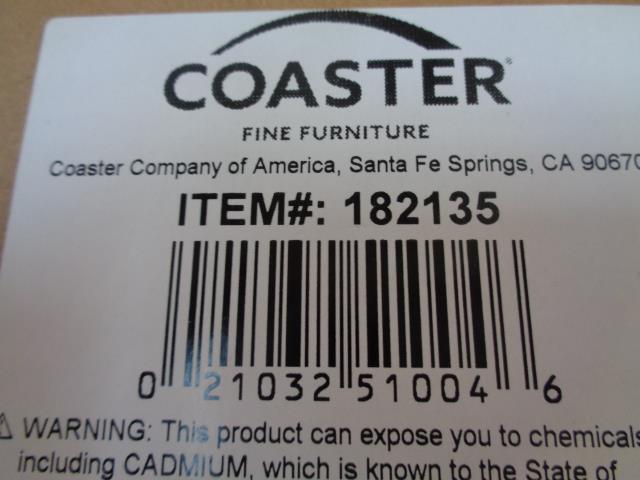 COASTER®
FINE FURNITURE
Coaster Company of America, Santa Fe Springs, CA 90670
ITEM#: 182135
0 21032 51004 6
⚠ WARNING: This product can expose you to chemicals
including CADMIUM, which is known to the State of